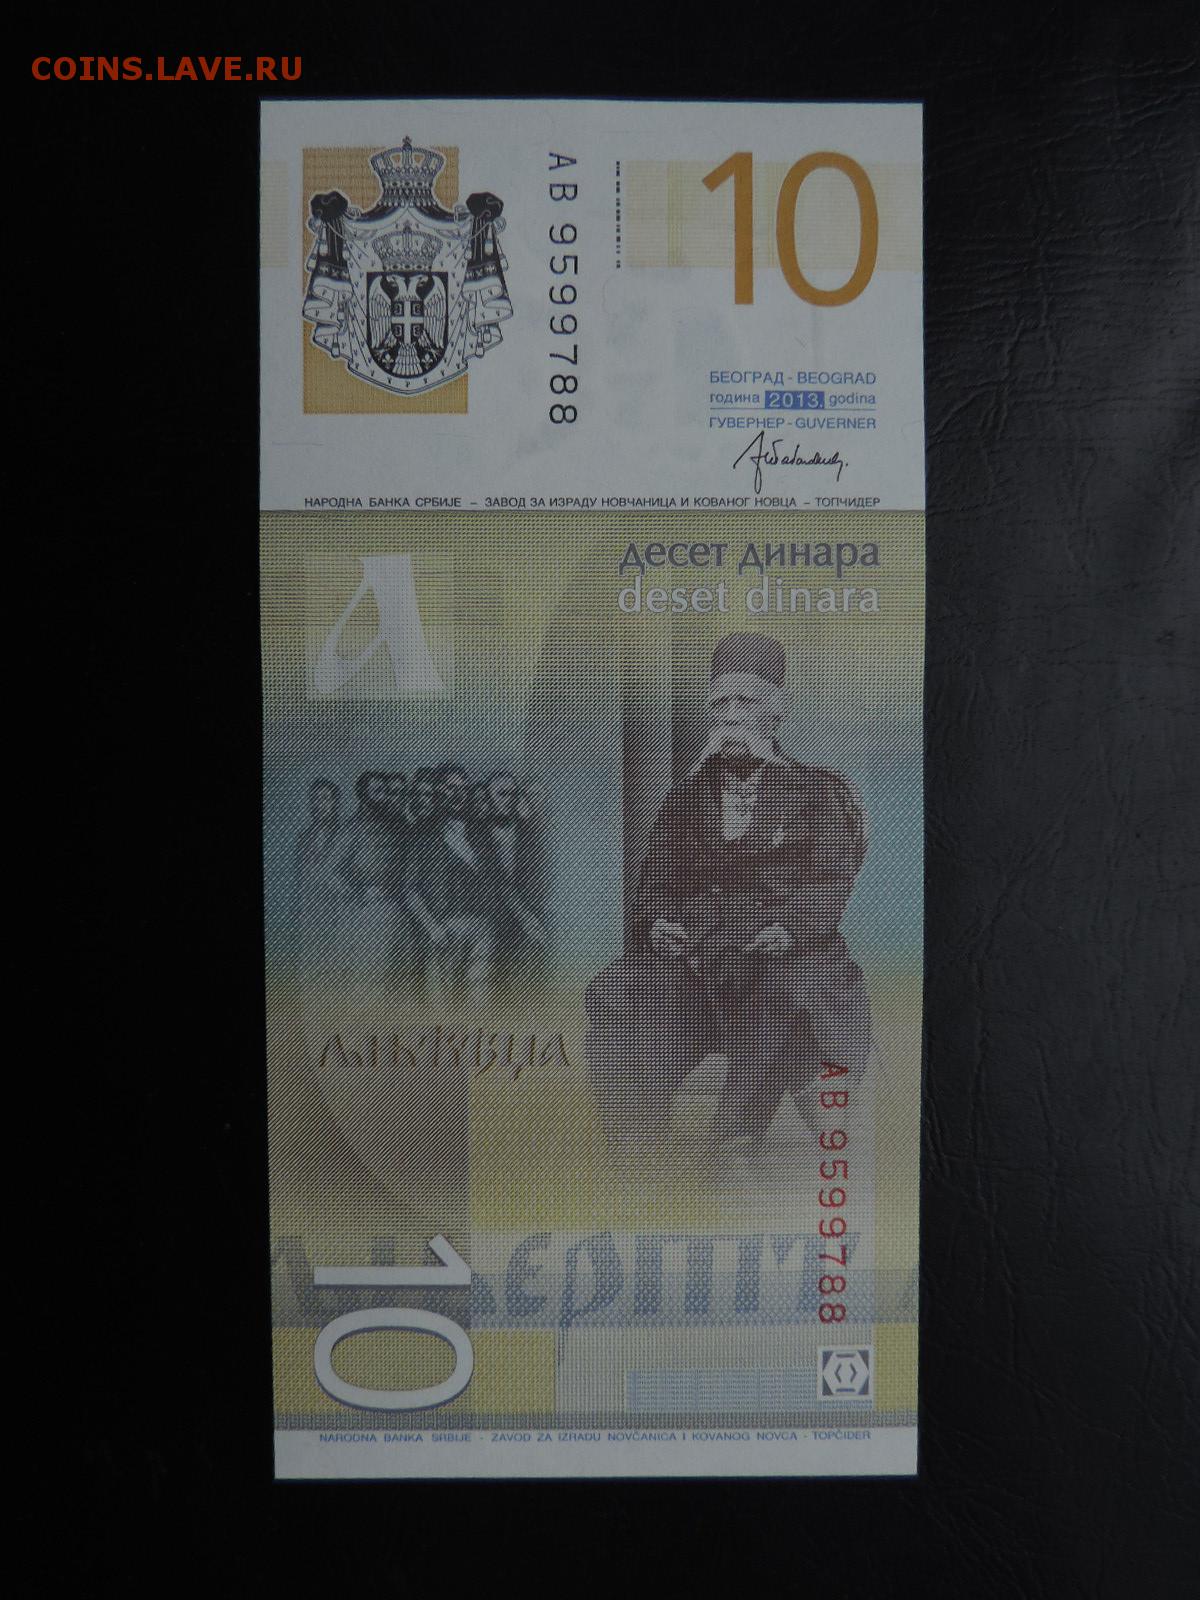 COINS.LAVE.RU
AB 9599788
10
БЕОГРАД - BEOGRAD
година 2013. godina
ГУВЕРНЕР - GUVERNER
НАРОДНА БАНКА СРБИЈЕ – ЗАВОД ЗА ИЗРАДУ НОВЧАНИЦА И КОВАНОГ НОВЦА – ТОПЧИДЕР
десет динара
deset dinara
А
AB 9599788
10
NARODNA BANKA SRBIJE - ZAVOD ZA IZRADU NOVČANICA I KOVANOG NOVCA - TOPČIDER